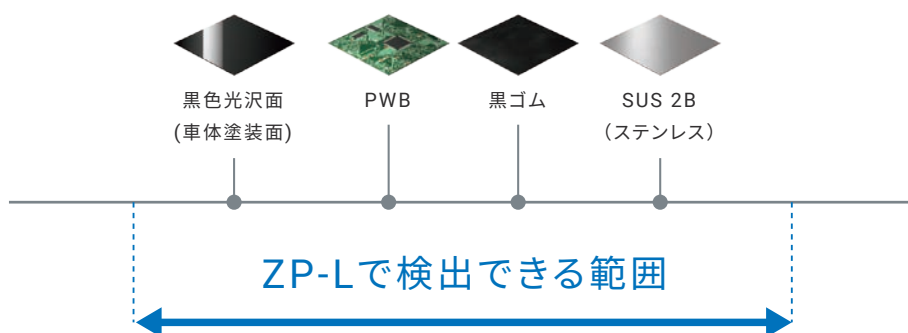 黒色光沢面
(車体塗装面)
PWB
黒ゴム
SUS 2B
（ステンレス）
ZP-Lで検出できる範囲